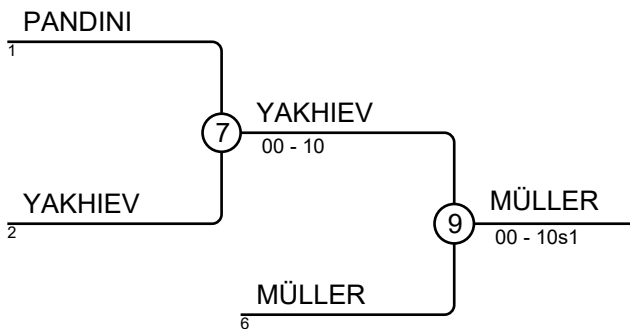 PANDINI
1
7
YAKHIEV
00 - 10
YAKHIEV
2
9
MÜLLER
00 - 10s1
MÜLLER
6